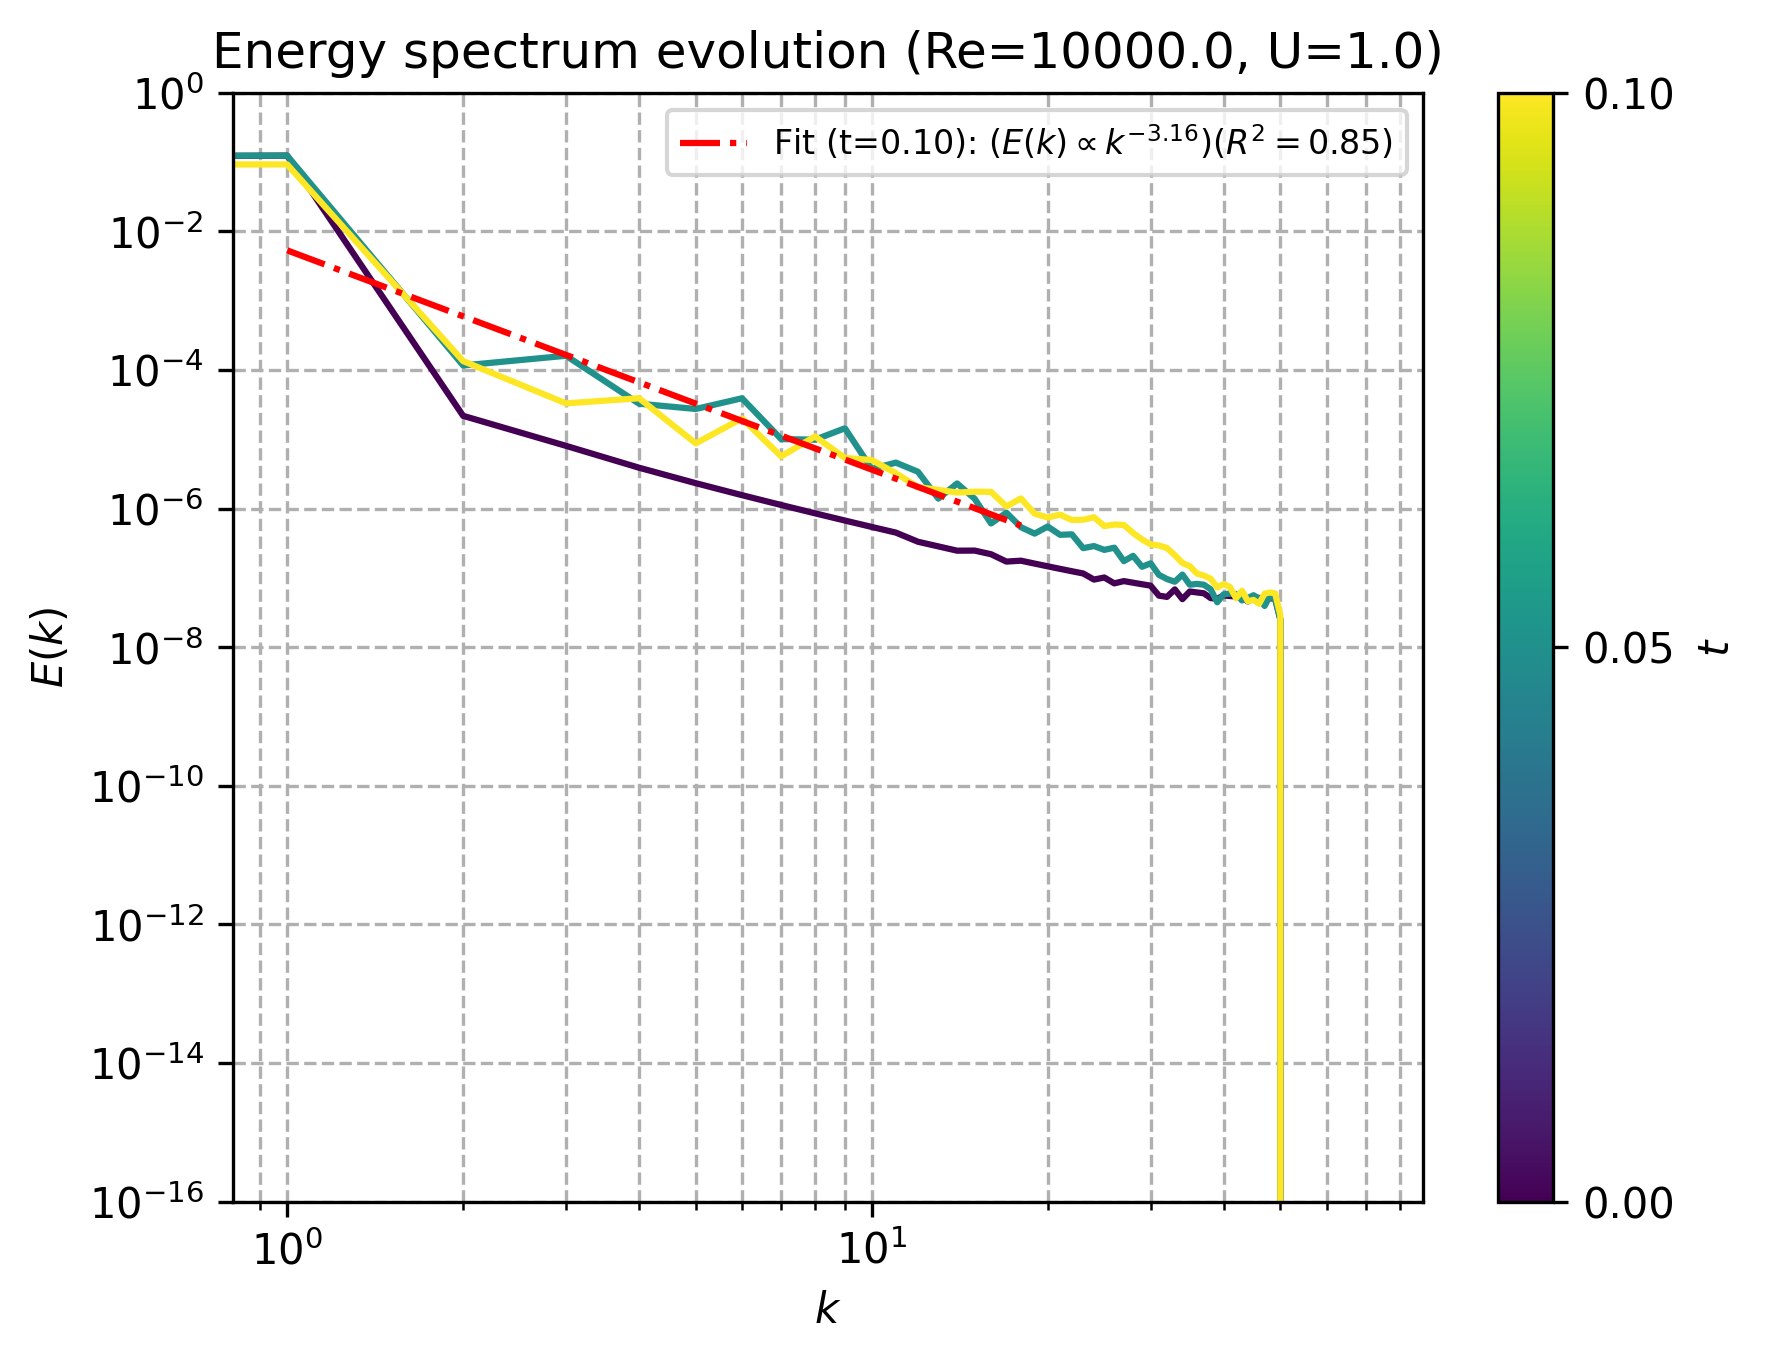 Energy spectrum evolution (Re=10000.0, U=1.0)
Fit (t=0.10): (E(k) ∝ k^{-3.16})(R^2 = 0.85)
E(k)
10^0
10^{-2}
10^{-4}
10^{-6}
10^{-8}
10^{-10}
10^{-12}
10^{-14}
10^{-16}
10^0
10^1
k
0.10
0.05
0.00
t